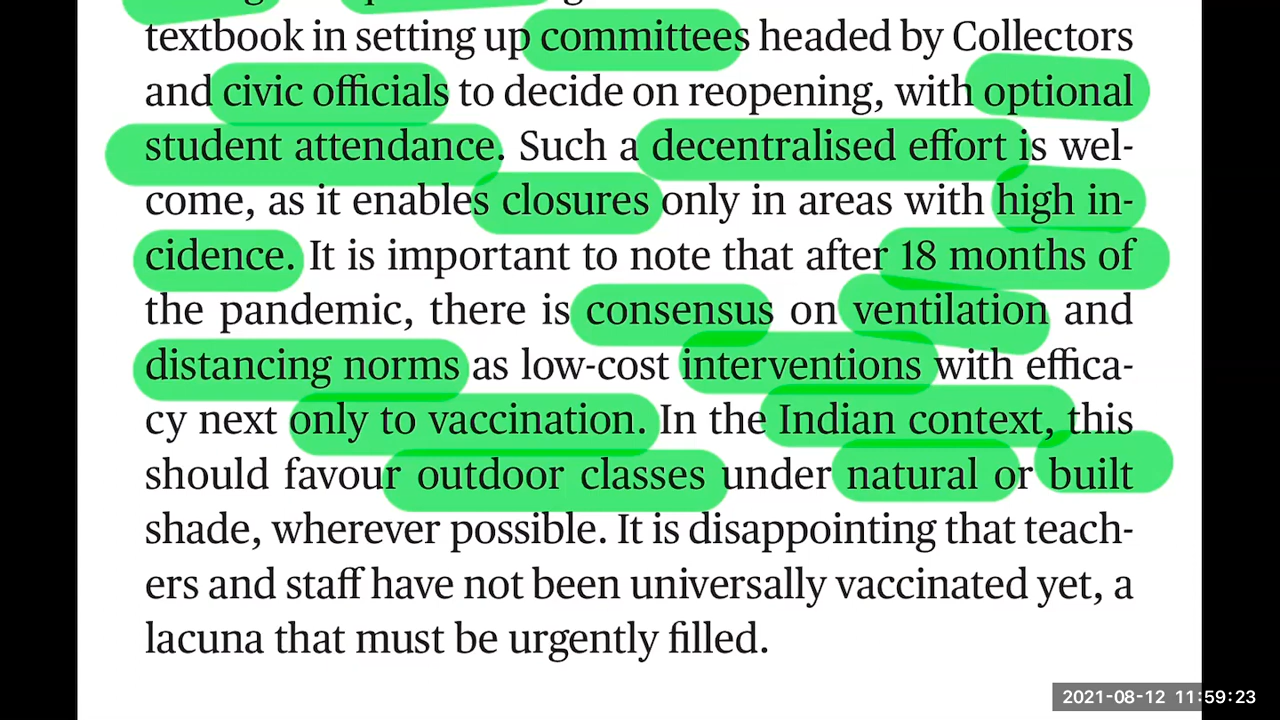 textbook in setting up committees headed by Collectors
and civic officials to decide on reopening, with optional
student attendance. Such a decentralised effort is wel-
come, as it enables closures only in areas with high in-
cidence. It is important to note that after 18 months of
the pandemic, there is consensus on ventilation and
distancing norms as low-cost interventions with effica-
cy next only to vaccination. In the Indian context, this
should favour outdoor classes under natural or built
shade, wherever possible. It is disappointing that teach-
ers and staff have not been universally vaccinated yet, a
lacuna that must be urgently filled.
2021-08-12 11:59:23